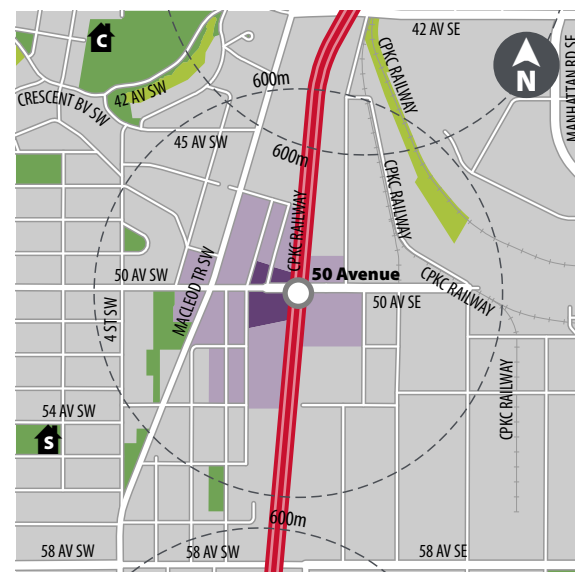 42 AV SE
C
CPKC RAILWAY
MANHATTAN RD SE
N
600m
42 AV SW
CRESCENT BV SW
45 AV SW
600m
CPKC RAILWAY
CPKC RAILWAY
MACLEOD TR SW
50 AV SW
50 Avenue
CPKC RAILWAY
50 AV SE
4 ST SW
54 AV SW
S
CPKC RAILWAY
600m
58 AV SW
58 AV SW
58 AV SE